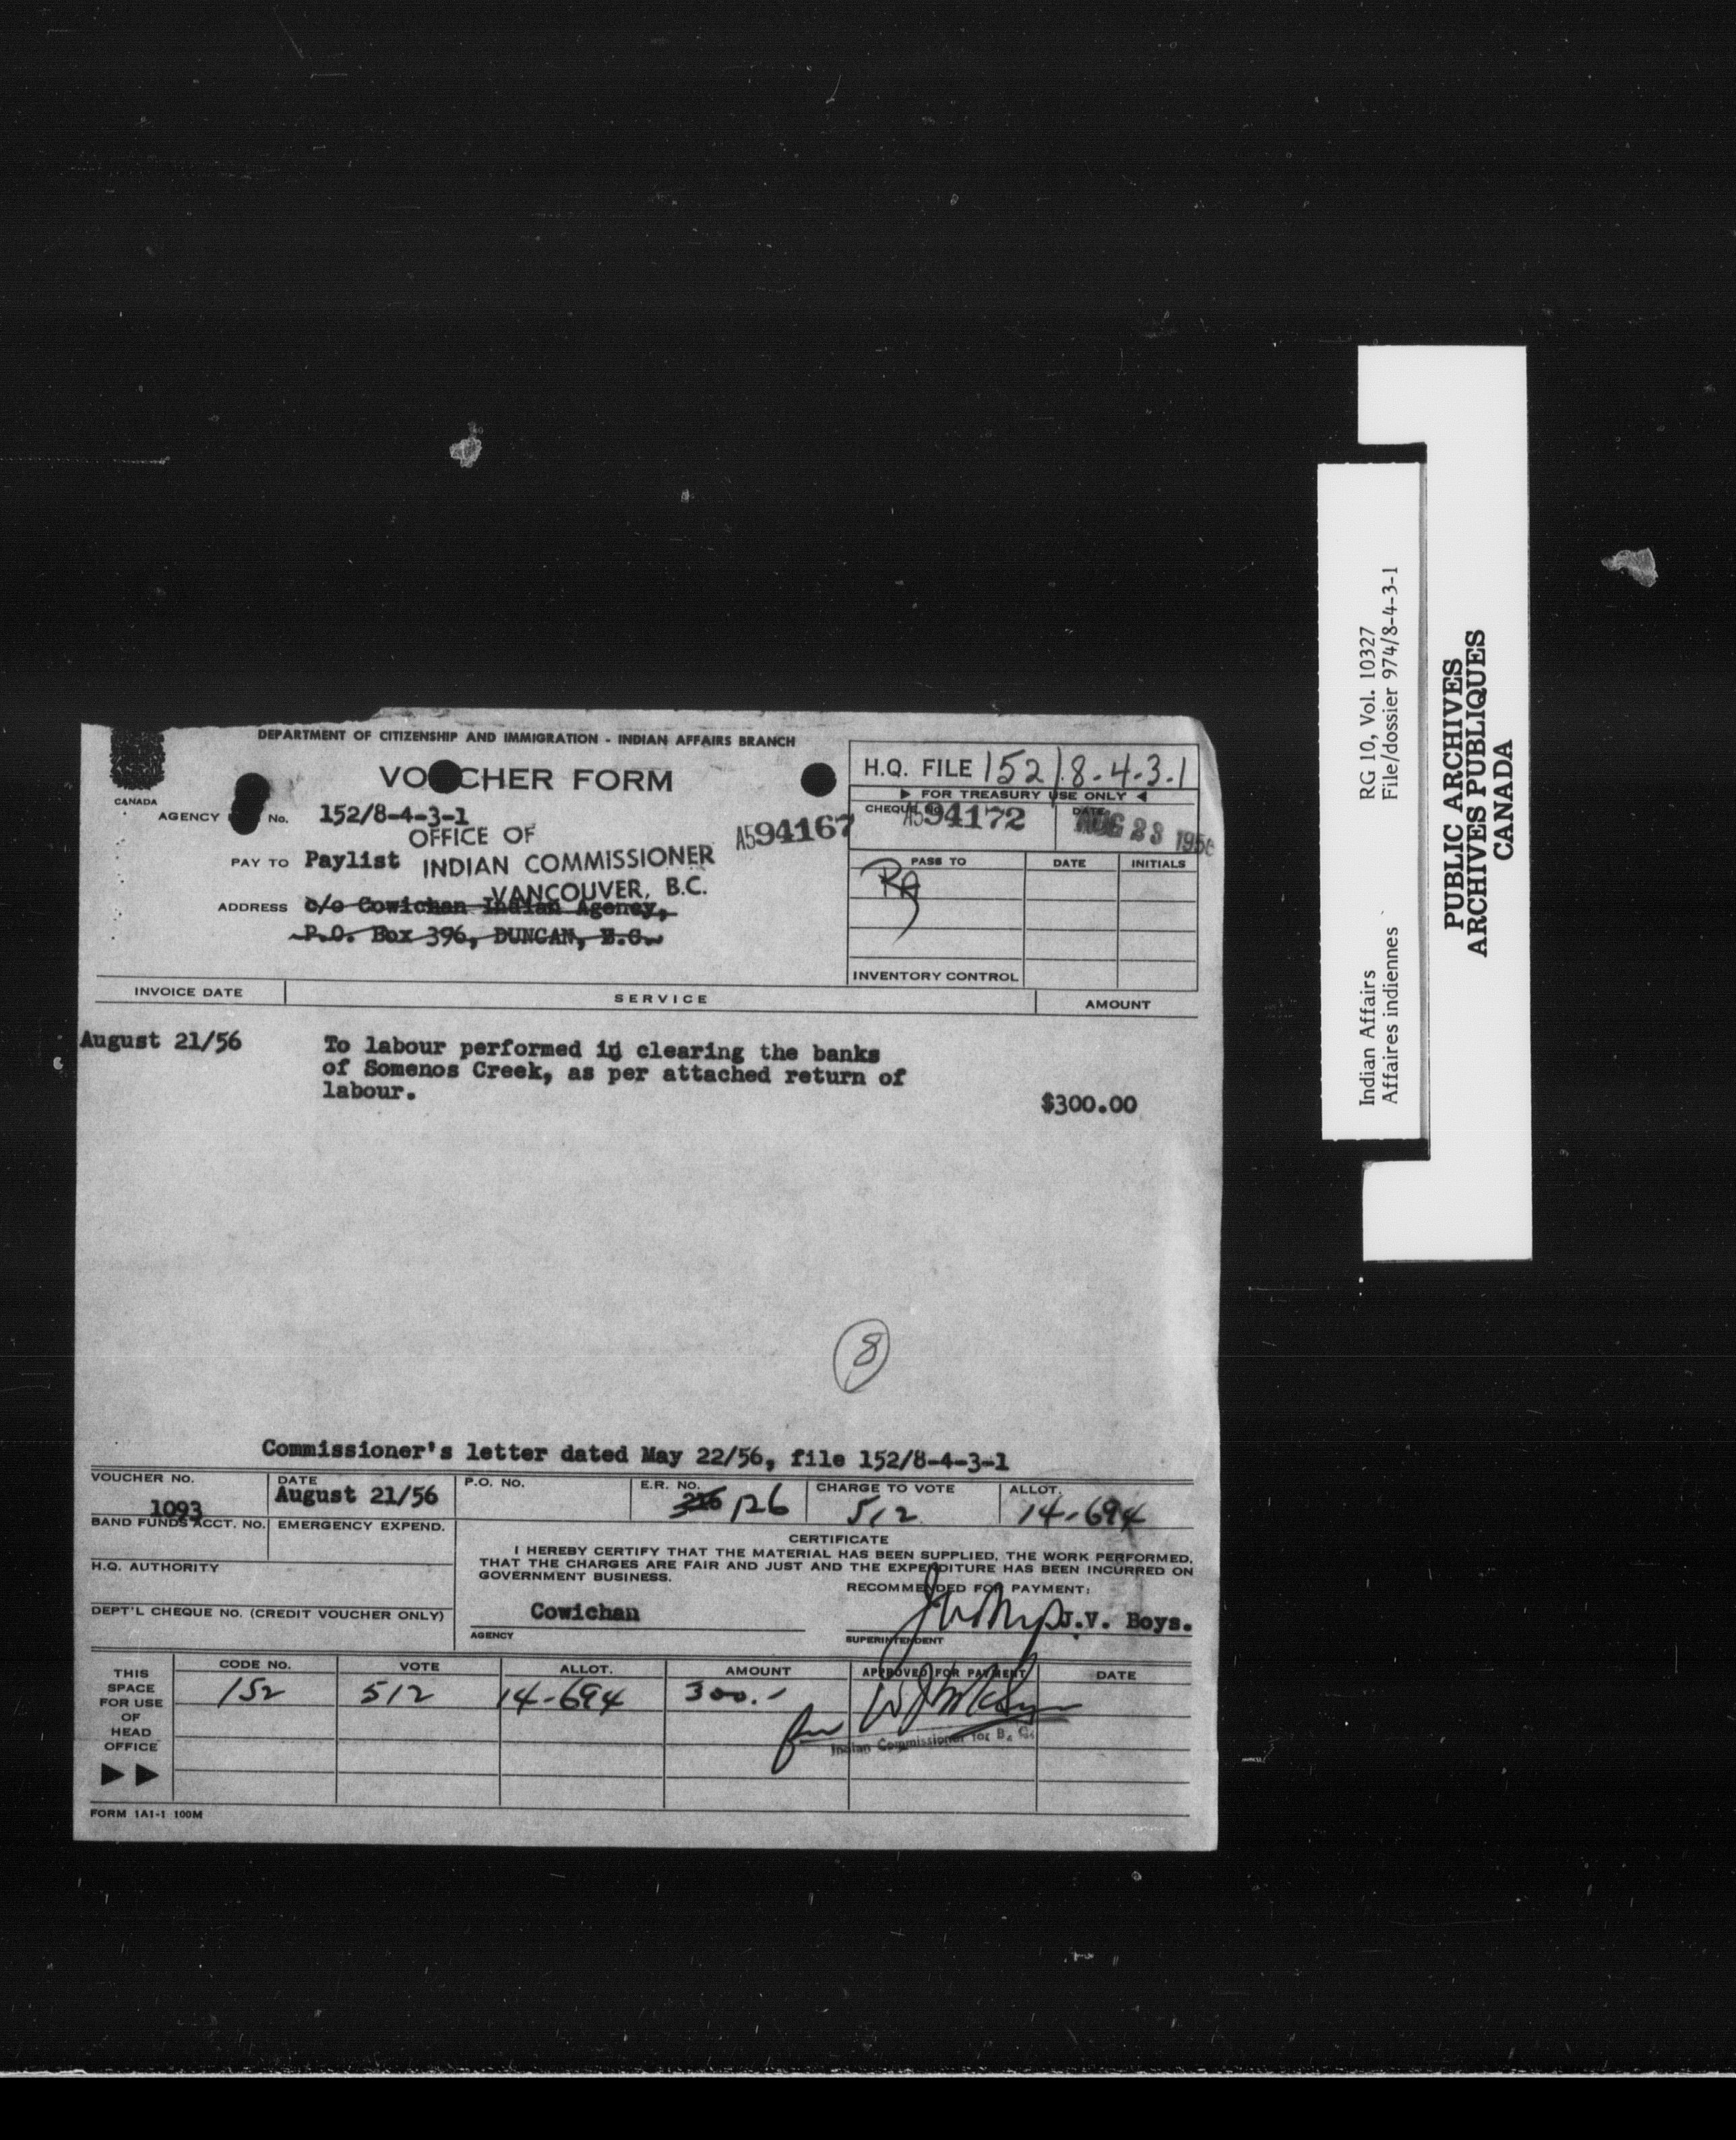 DEPARTMENT OF CITIZENSHIP AND IMMIGRATION - INDIAN AFFAIRS BRANCH
VO CHER FORM
CANADA
AGENCY No. 152/8-4-3-1
OFFICE OF
A594167
PAY TO Paylist INDIAN COMMISSIONER
VANCOUVER, B.C.
ADDRESS c/o Cowichan Indian Agency,
P.O. Box 396, DUNCAN, B.C.
H.Q. FILE 152/8-4-3-1
FOR TREASURY USE ONLY
CHEQUE No. A594172 DATE AUG 23 1956
PASS TO DATE INITIALS
INVENTORY CONTROL
INVOICE DATE SERVICE AMOUNT
August 21/56 To labour performed in clearing the banks
of Somenos Creek, as per attached return of
labour.
$300.00
8
Commissioner's letter dated May 22/56, file 152/8-4-3-1
VOUCHER NO. DATE P.O. NO. E.R. NO. CHARGE TO VOTE ALLOT.
1093 August 21/56 126 512 14-694
BAND FUNDS ACCT. NO. EMERGENCY EXPEND.
H.Q. AUTHORITY
DEPT'L CHEQUE NO. (CREDIT VOUCHER ONLY)
CERTIFICATE
I HEREBY CERTIFY THAT THE MATERIAL HAS BEEN SUPPLIED, THE WORK PERFORMED,
THAT THE CHARGES ARE FAIR AND JUST AND THE EXPENDITURE HAS BEEN INCURRED ON
GOVERNMENT BUSINESS.
RECOMMENDED FOR PAYMENT:
Cowichan J.V. Boys.
AGENCY SUPERINTENDENT
THIS
SPACE
FOR USE
OF
HEAD
OFFICE
CODE NO. VOTE ALLOT. AMOUNT APPROVED FOR PAYMENT DATE
152 512 14-694 300.-
for
Indian Commissioner for B. C.
FORM 1A1-1 100M
Indian Affairs RG 10, Vol. 10327
Affaires indiennes File/dossier 974/8-4-3-1
PUBLIC ARCHIVES
ARCHIVES PUBLIQUES
CANADA